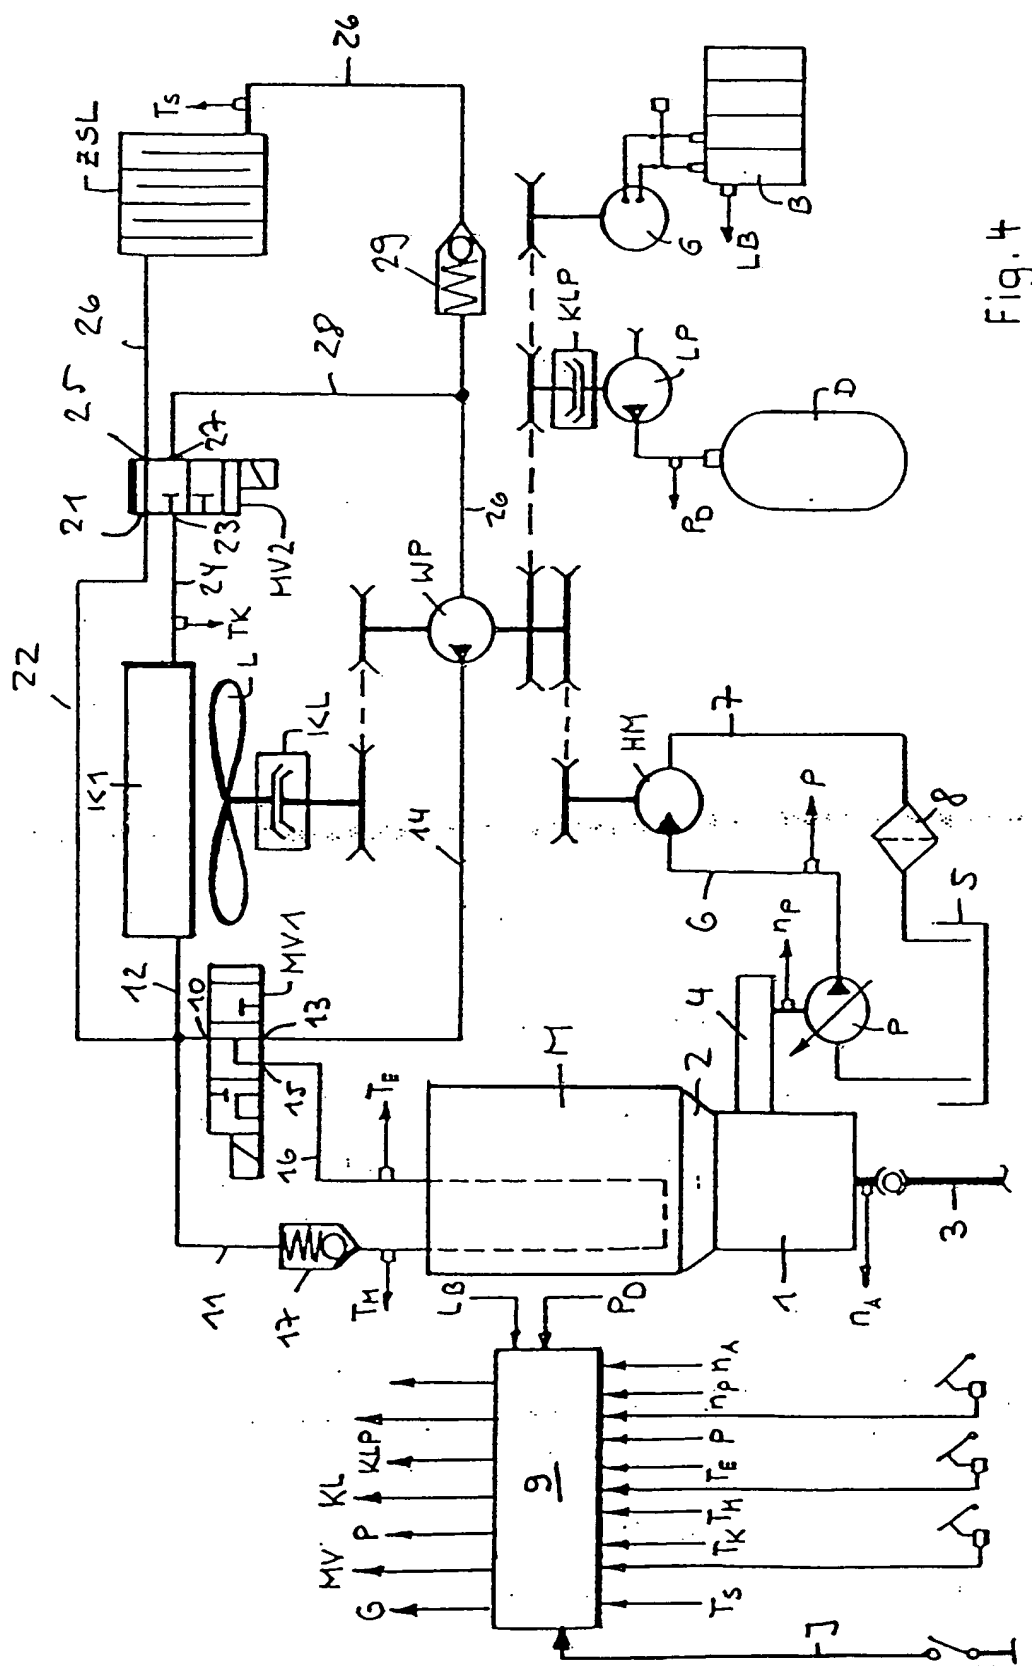 26
Ts
ZSL
29
26
28
25
27
21
23
24
MV2
TK
22
K1
L
KL
WP
26
14
12
10
MV1
13
15
16
TE
11
17
TM
M
2
4
nP
P
1
nA
3
5
8
7
6
P
HM
KLP
LP
PD
D
G
B
LB
LB
PD
9
G
MV
P
KL
KLP
nA
nP
P
TE
TM
TK
TS
J
Fig. 4